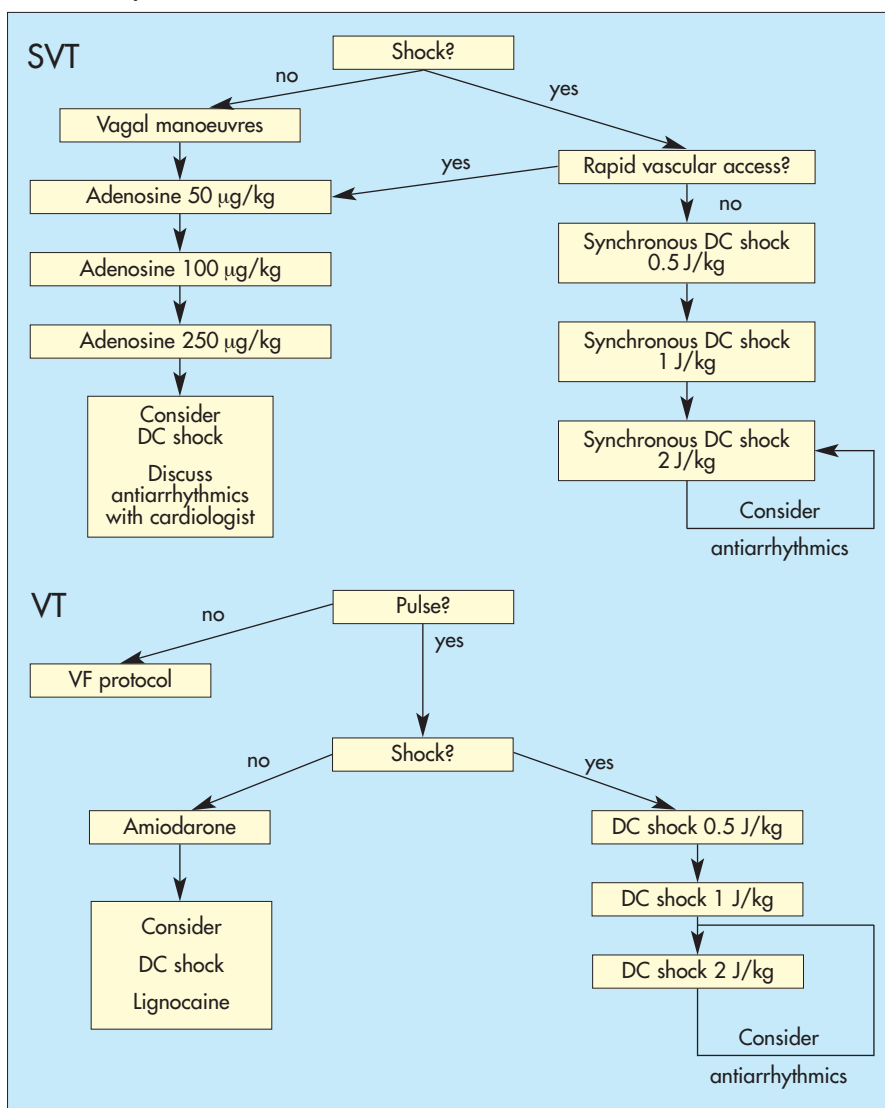 SVT
Shock?
no
yes
Vagal manoeuvres
yes
Rapid vascular access?
Adenosine 50 µg/kg
no
Synchronous DC shock
0.5 J/kg
Adenosine 100 µg/kg
Adenosine 250 µg/kg
Synchronous DC shock
1 J/kg
Consider
DC shock
Discuss
antiarrhythmics
with cardiologist
Synchronous DC shock
2 J/kg
Consider
antiarrhythmics
VT
Pulse?
no
yes
VF protocol
Shock?
no
yes
Amiodarone
DC shock 0.5 J/kg
DC shock 1 J/kg
Consider
DC shock
Lignocaine
DC shock 2 J/kg
Consider
antiarrhythmics